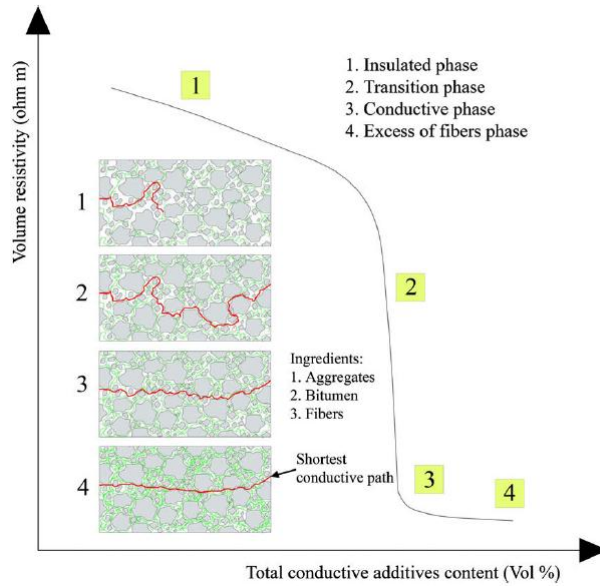 Volume resistivity (ohm m)
1
1. Insulated phase
2. Transition phase
3. Conductive phase
4. Excess of fibers phase
1
2
2
3
Ingredients:
1. Aggregates
2. Bitumen
3. Fibers
4
Shortest
conductive path
3
4
Total conductive additives content (Vol %)